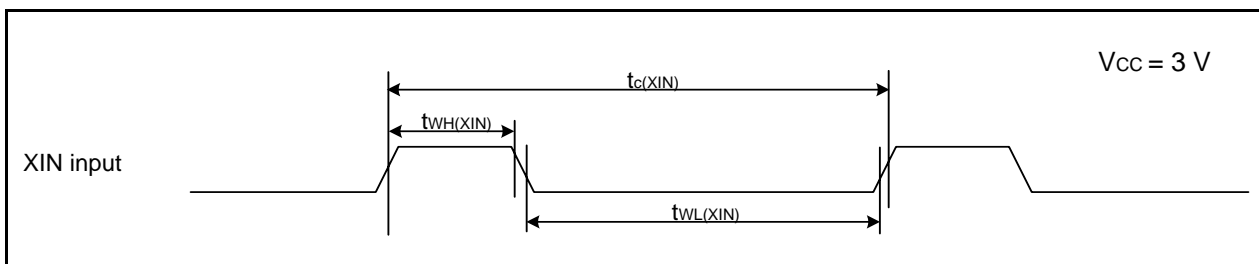 VCC = 3 V
tc(XIN)
tWH(XIN)
XIN input
tWL(XIN)